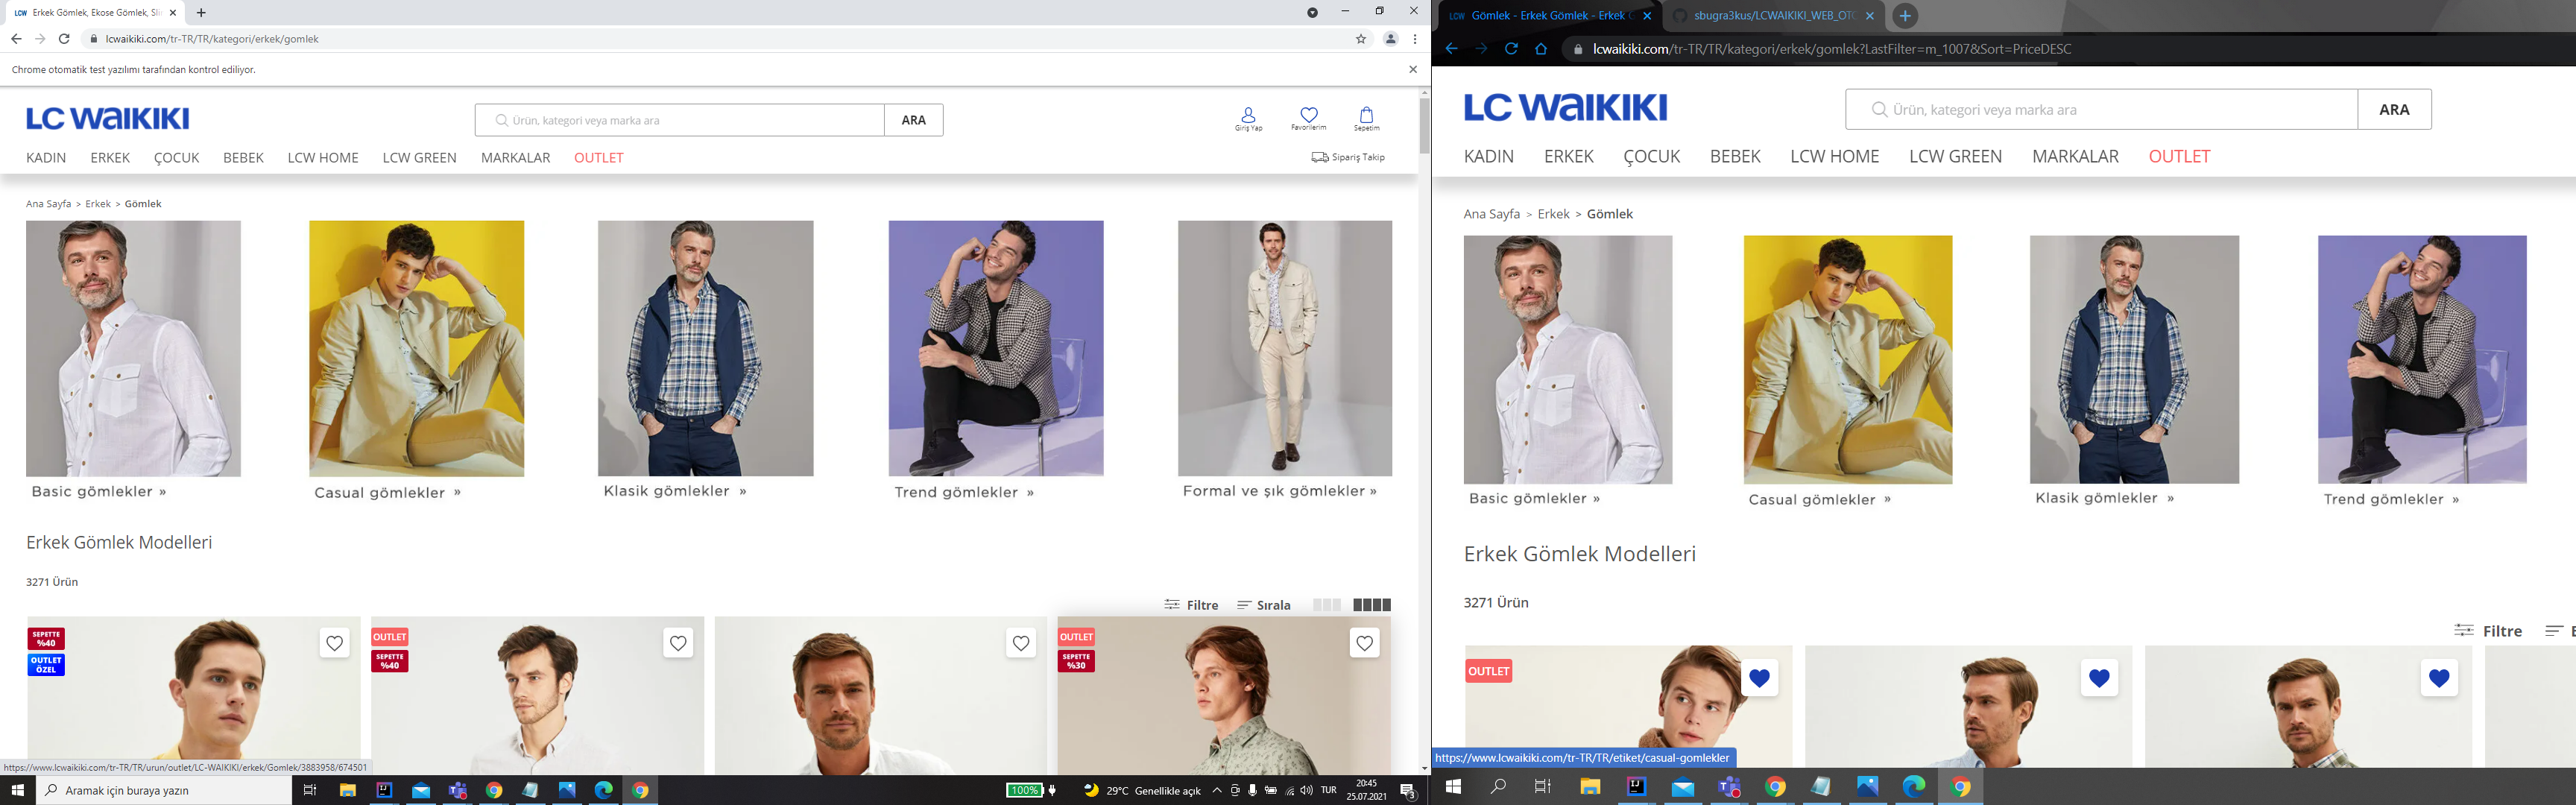 LCW Erkek Gömlek, Ekose Gömlek, Sli
lcwaikiki.com/tr-TR/TR/kategori/erkek/gomlek
Chrome otomatik test yazılımı tarafından kontrol ediliyor.
LC WAIKIKI
Ürün, kategori veya marka ara
ARA
Giriş Yap
Favorilerim
Sepetim
KADIN ERKEK ÇOCUK BEBEK LCW HOME LCW GREEN MARKALAR OUTLET
Sipariş Takip
Ana Sayfa > Erkek > Gömlek
Basic gömlekler »
Casual gömlekler »
Klasik gömlekler »
Trend gömlekler »
Formal ve şık gömlekler »
Erkek Gömlek Modelleri
3271 Ürün
Filtre
Sırala
SEPETTE
%40
OUTLET
ÖZEL
OUTLET
SEPETTE
%40
OUTLET
SEPETTE
%30
https://www.lcwaikiki.com/tr-TR/TR/urun/outlet/LC-WAIKIKI/erkek/Gomlek/3883958/674501
Aramak için buraya yazın
100%
29°C Genellikle açık
TUR
20:45
25.07.2021
3
LCW Gömlek - Erkek Gömlek - Erkek G
sbugra3kus/LCWAIKIKI_WEB_OTO
lcwaikiki.com/tr-TR/TR/kategori/erkek/gomlek?LastFilter=m_1007&Sort=PriceDESC
LC WAIKIKI
Ürün, kategori veya marka ara
ARA
KADIN ERKEK ÇOCUK BEBEK LCW HOME LCW GREEN MARKALAR OUTLET
Ana Sayfa > Erkek > Gömlek
Basic gömlekler »
Casual gömlekler »
Klasik gömlekler »
Trend gömlekler »
Erkek Gömlek Modelleri
3271 Ürün
Filtre
OUTLET
https://www.lcwaikiki.com/tr-TR/TR/etiket/casual-gomlekler